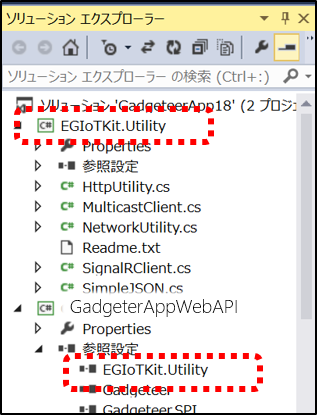 ソリューション エクスプローラー
ソリューション エクスプローラー の検索 (Ctrl+:)
ソリューション 'GadgeteerApp18' (2 プロジェ
EGIoTKit.Utility
Properties
参照設定
HttpUtility.cs
MulticastClient.cs
NetworkUtility.cs
Readme.txt
SignalRClient.cs
SimpleJSON.cs
GadgeterAppWebAPI
Properties
参照設定
EGIoTKit.Utility
Gadgeteer
Gadgeteer.SPI